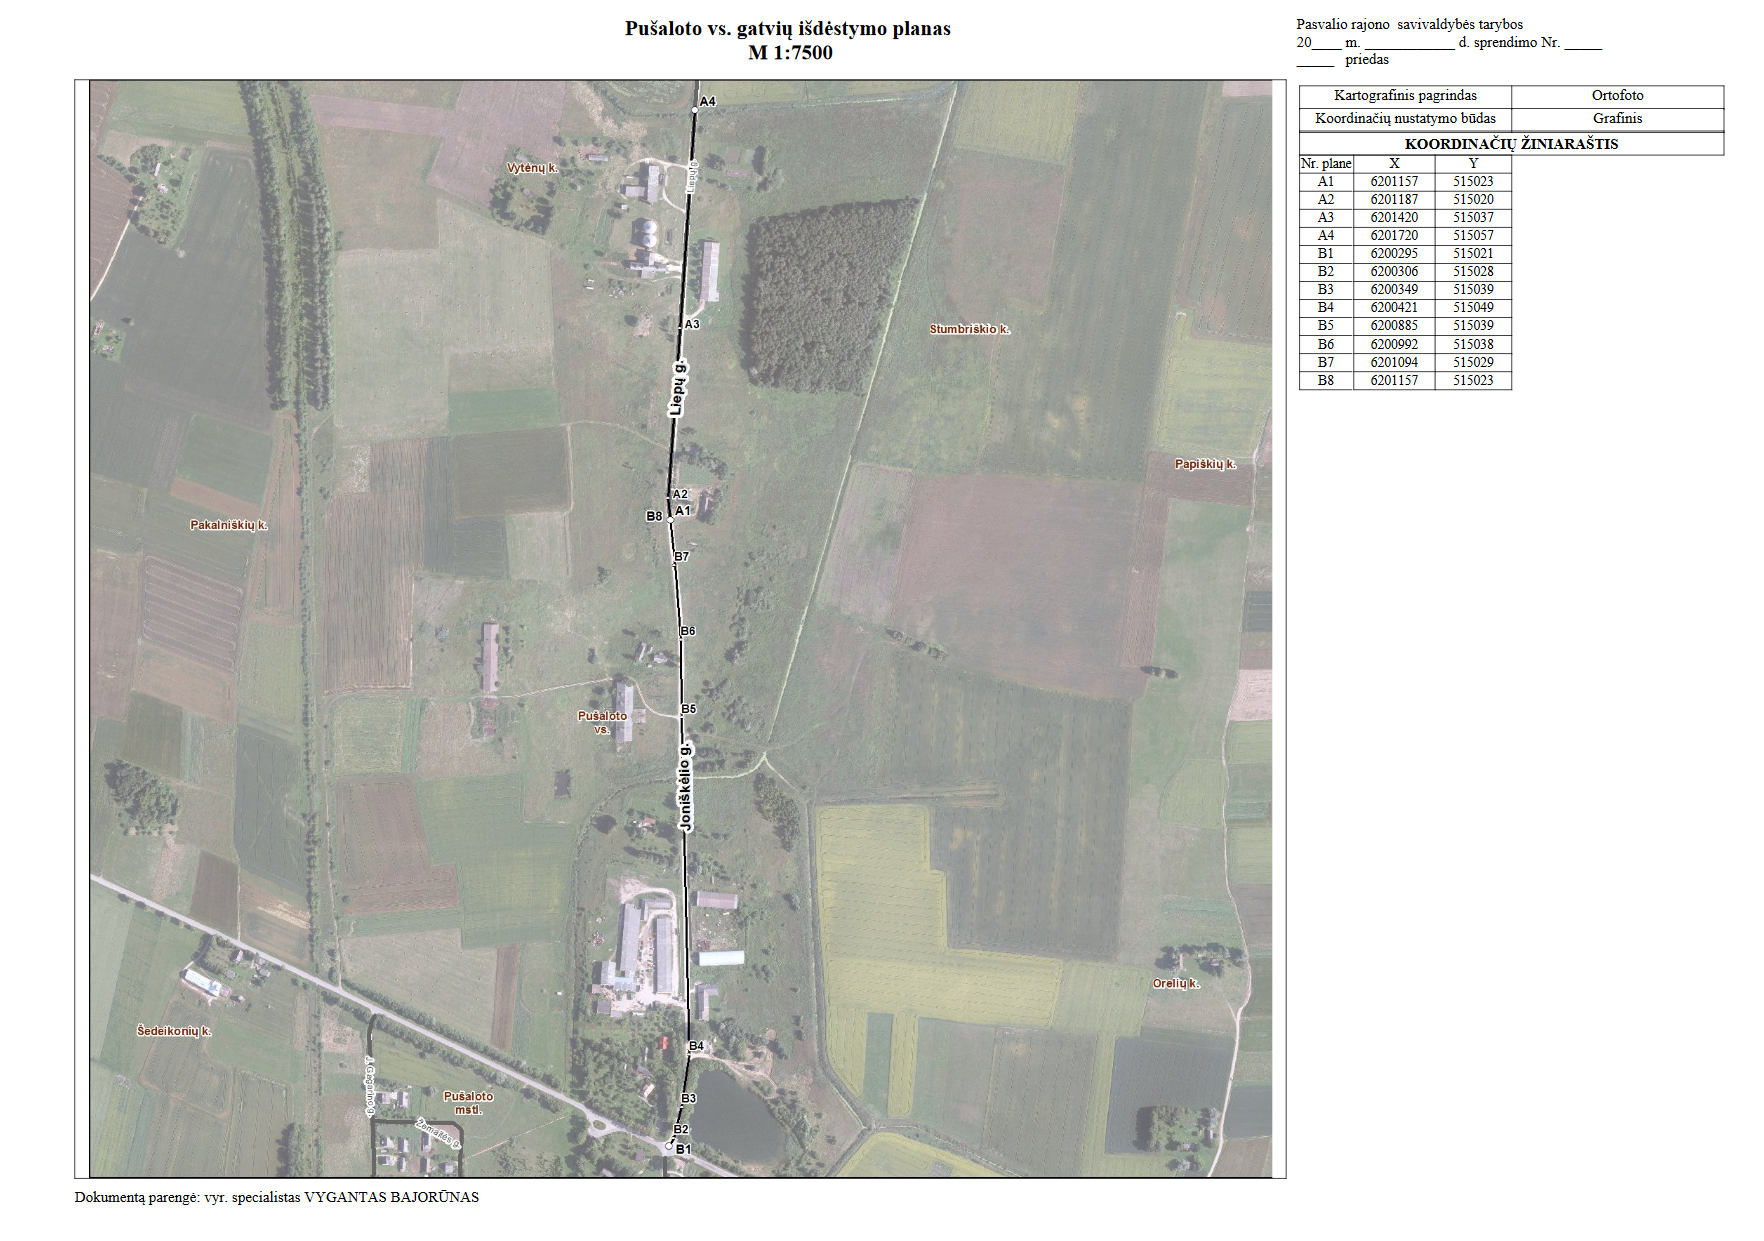 Pušaloto vs. gatvių išdėstymo planas
M 1:7500
Pasvalio rajono savivaldybės tarybos
20____ m. ____________ d. sprendimo Nr. _____
_____ priedas
Kartografinis pagrindas Ortofoto
Koordinačių nustatymo būdas Grafinis
KOORDINAČIŲ ŽINIARAŠTIS
Nr. plane X Y
A1 6201157 515023
A2 6201187 515020
A3 6201420 515037
A4 6201720 515057
B1 6200295 515021
B2 6200306 515028
B3 6200349 515039
B4 6200421 515049
B5 6200885 515039
B6 6200992 515038
B7 6201094 515029
B8 6201157 515023
A4
Vytėnų k.
Liepų g.
A3
Stumbriškio k.
Liepų g.
Papiškių k.
A2
A1
B8
Pakalniškių k.
B7
B6
B5
Pušaloto
vs.
Joniškėlio g.
Orelių k.
Šedeikonių k.
B4
J. Gagarino g.
Pušaloto
mstl.
B3
Žemaitės g.
B2
B1
Dokumentą parengė: vyr. specialistas VYGANTAS BAJORŪNAS